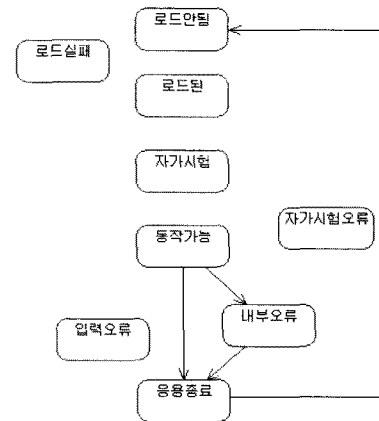 로드안됨
로드실패
로드된
자가시험
자가시험오류
동작가능
내부오류
입력오류
응용종료